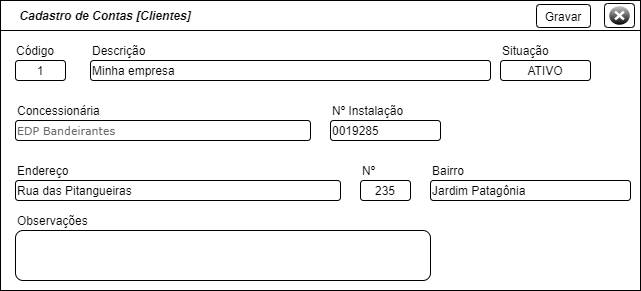 Cadastro de Contas [Clientes] Gravar
Código Descrição Situação
1 Minha empresa ATIVO
Concessionária Nº Instalação
EDP Bandeirantes 0019285
Endereço Nº Bairro
Rua das Pitangueiras 235 Jardim Patagônia
Observações